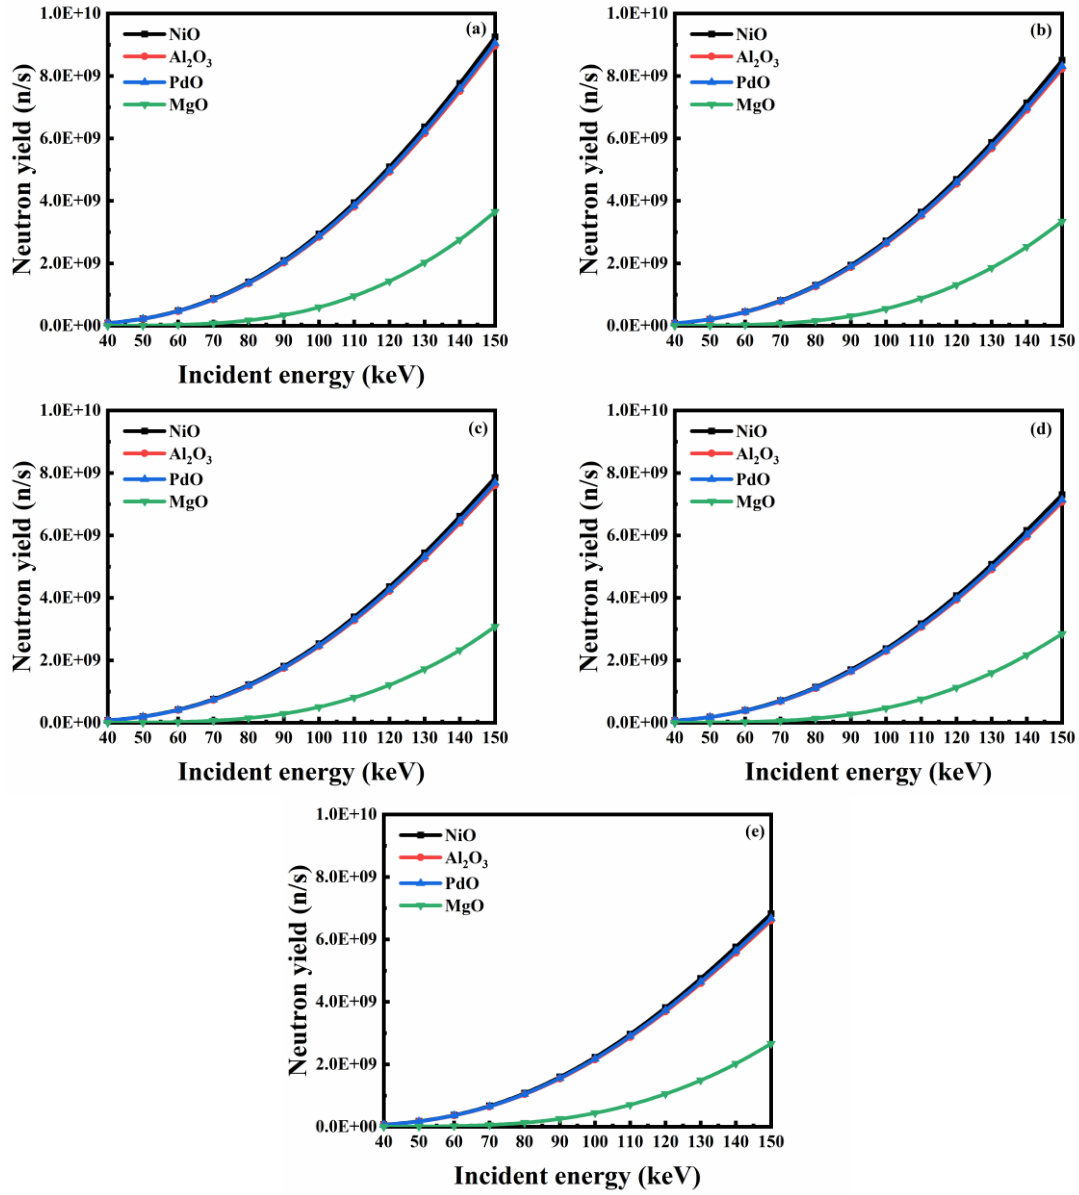 (a)
NiO
Al₂O₃
PdO
MgO
1.0E+10
8.0E+09
6.0E+09
4.0E+09
2.0E+09
0.0E+00
Neutron yield (n/s)
40 50 60 70 80 90 100 110 120 130 140 150
Incident energy (keV)
(b)
NiO
Al₂O₃
PdO
MgO
1.0E+10
8.0E+09
6.0E+09
4.0E+09
2.0E+09
0.0E+00
Neutron yield (n/s)
40 50 60 70 80 90 100 110 120 130 140 150
Incident energy (keV)
(c)
NiO
Al₂O₃
PdO
MgO
1.0E+10
8.0E+09
6.0E+09
4.0E+09
2.0E+09
0.0E+00
Neutron yield (n/s)
40 50 60 70 80 90 100 110 120 130 140 150
Incident energy (keV)
(d)
NiO
Al₂O₃
PdO
MgO
1.0E+10
8.0E+09
6.0E+09
4.0E+09
2.0E+09
0.0E+00
Neutron yield (n/s)
40 50 60 70 80 90 100 110 120 130 140 150
Incident energy (keV)
(e)
NiO
Al₂O₃
PdO
MgO
1.0E+10
8.0E+09
6.0E+09
4.0E+09
2.0E+09
0.0E+00
Neutron yield (n/s)
40 50 60 70 80 90 100 110 120 130 140 150
Incident energy (keV)